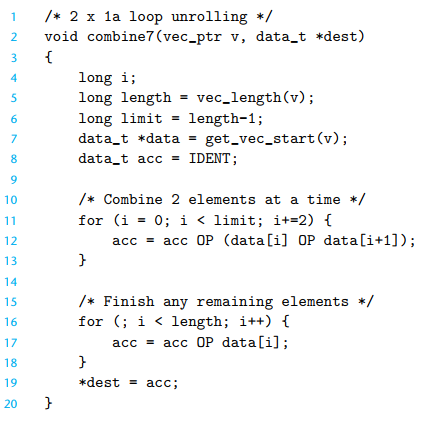 1 /* 2 x 1a loop unrolling */
2 void combine7(vec_ptr v, data_t *dest)
3 {
4     long i;
5     long length = vec_length(v);
6     long limit = length-1;
7     data_t *data = get_vec_start(v);
8     data_t acc = IDENT;
9
10     /* Combine 2 elements at a time */
11     for (i = 0; i < limit; i+=2) {
12         acc = acc OP (data[i] OP data[i+1]);
13     }
14
15     /* Finish any remaining elements */
16     for (; i < length; i++) {
17         acc = acc OP data[i];
18     }
19     *dest = acc;
20 }